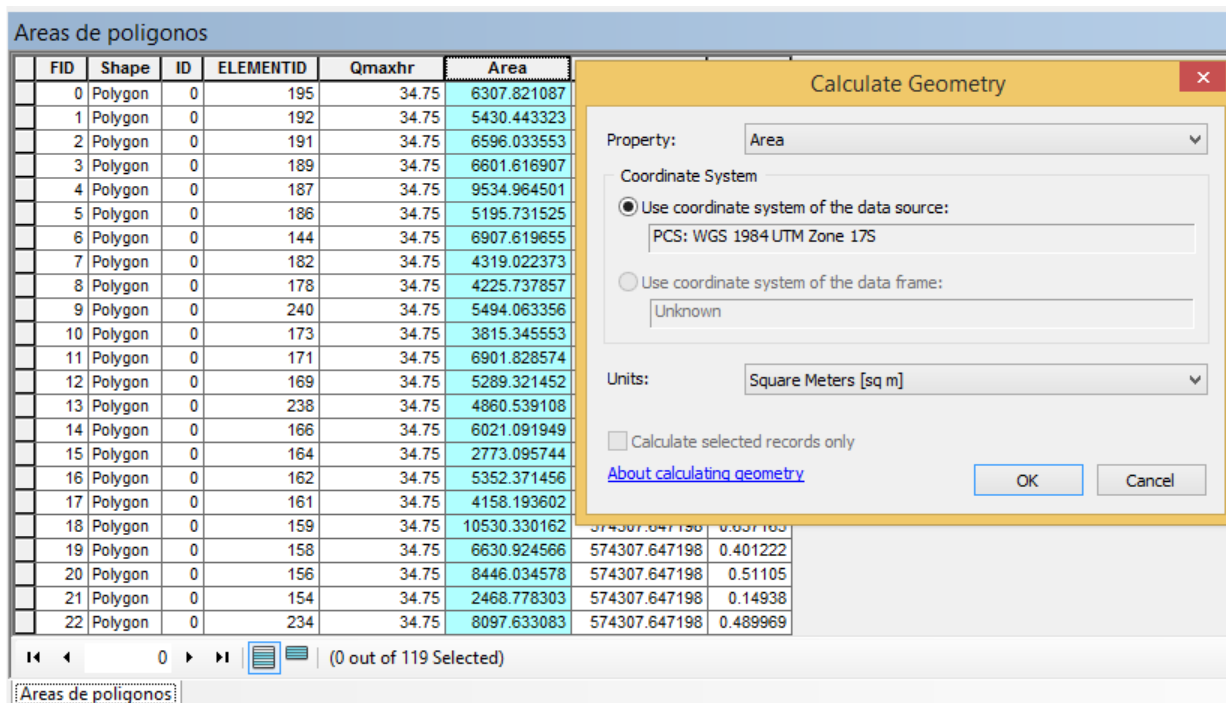 Areas de poligonos
FID Shape ID ELEMENTID Qmaxhr Area
0 Polygon 0 195 34.75 6307.821087
1 Polygon 0 192 34.75 5430.443323
2 Polygon 0 191 34.75 6596.033553
3 Polygon 0 189 34.75 6601.616907
4 Polygon 0 187 34.75 9534.964501
5 Polygon 0 186 34.75 5195.731525
6 Polygon 0 144 34.75 6907.619655
7 Polygon 0 182 34.75 4319.022373
8 Polygon 0 178 34.75 4225.737857
9 Polygon 0 240 34.75 5494.063356
10 Polygon 0 173 34.75 3815.345553
11 Polygon 0 171 34.75 6901.828574
12 Polygon 0 169 34.75 5289.321452
13 Polygon 0 238 34.75 4860.539108
14 Polygon 0 166 34.75 6021.091949
15 Polygon 0 164 34.75 2773.095744
16 Polygon 0 162 34.75 5352.371456
17 Polygon 0 161 34.75 4158.193602
18 Polygon 0 159 34.75 10530.330162 574307.647198 0.637163
19 Polygon 0 158 34.75 6630.924566 574307.647198 0.401222
20 Polygon 0 156 34.75 8446.034578 574307.647198 0.51105
21 Polygon 0 154 34.75 2468.778303 574307.647198 0.14938
22 Polygon 0 234 34.75 8097.633083 574307.647198 0.489969
0 (0 out of 119 Selected)
Areas de poligonos
Calculate Geometry
Property: Area
Coordinate System
Use coordinate system of the data source:
PCS: WGS 1984 UTM Zone 17S
Use coordinate system of the data frame:
Unknown
Units: Square Meters [sq m]
Calculate selected records only
About calculating geometry
OK Cancel